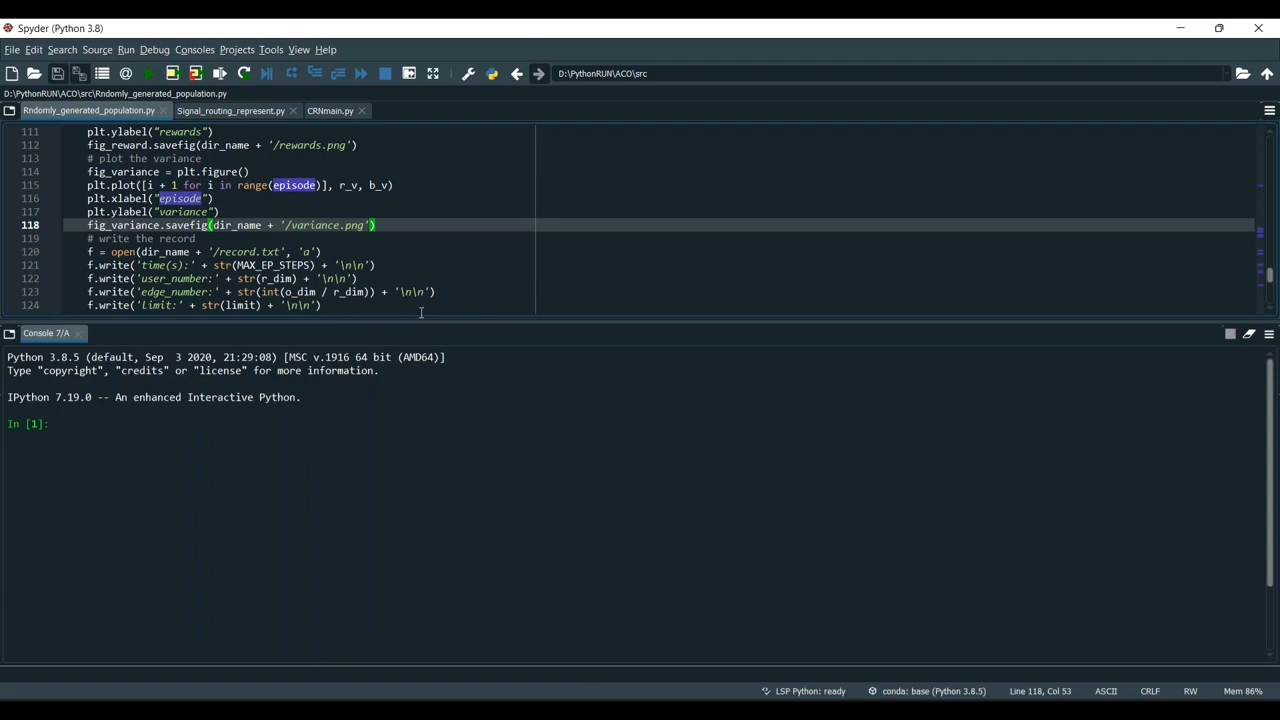 Spyder (Python 3.8)
File Edit Search Source Run Debug Consoles Projects Tools View Help
D:\PythonRUN\ACO\src
D:\PythonRUN\ACO\src\Rndomly_generated_population.py
Rndomly_generated_population.py Signal_routing_represent.py CRNmain.py
111 plt.ylabel("rewards")
112 fig_reward.savefig(dir_name + '/rewards.png')
113 # plot the variance
114 fig_variance = plt.figure()
115 plt.plot([i + 1 for i in range(episode)], r_v, b_v)
116 plt.xlabel("episode")
117 plt.ylabel("variance")
118 fig_variance.savefig(dir_name + '/variance.png')
119 # write the record
120 f = open(dir_name + '/record.txt', 'a')
121 f.write('time(s):' + str(MAX_EP_STEPS) + '\n\n')
122 f.write('user_number:' + str(r_dim) + '\n\n')
123 f.write('edge_number:' + str(int(o_dim / r_dim)) + '\n\n')
124 f.write('limit:' + str(limit) + '\n\n')
Console 7/A
Python 3.8.5 (default, Sep  3 2020, 21:29:08) [MSC v.1916 64 bit (AMD64)]
Type "copyright", "credits" or "license" for more information.
IPython 7.19.0 -- An enhanced Interactive Python.
In [1]:
LSP Python: ready conda: base (Python 3.8.5) Line 118, Col 53 ASCII CRLF RW Mem 86%